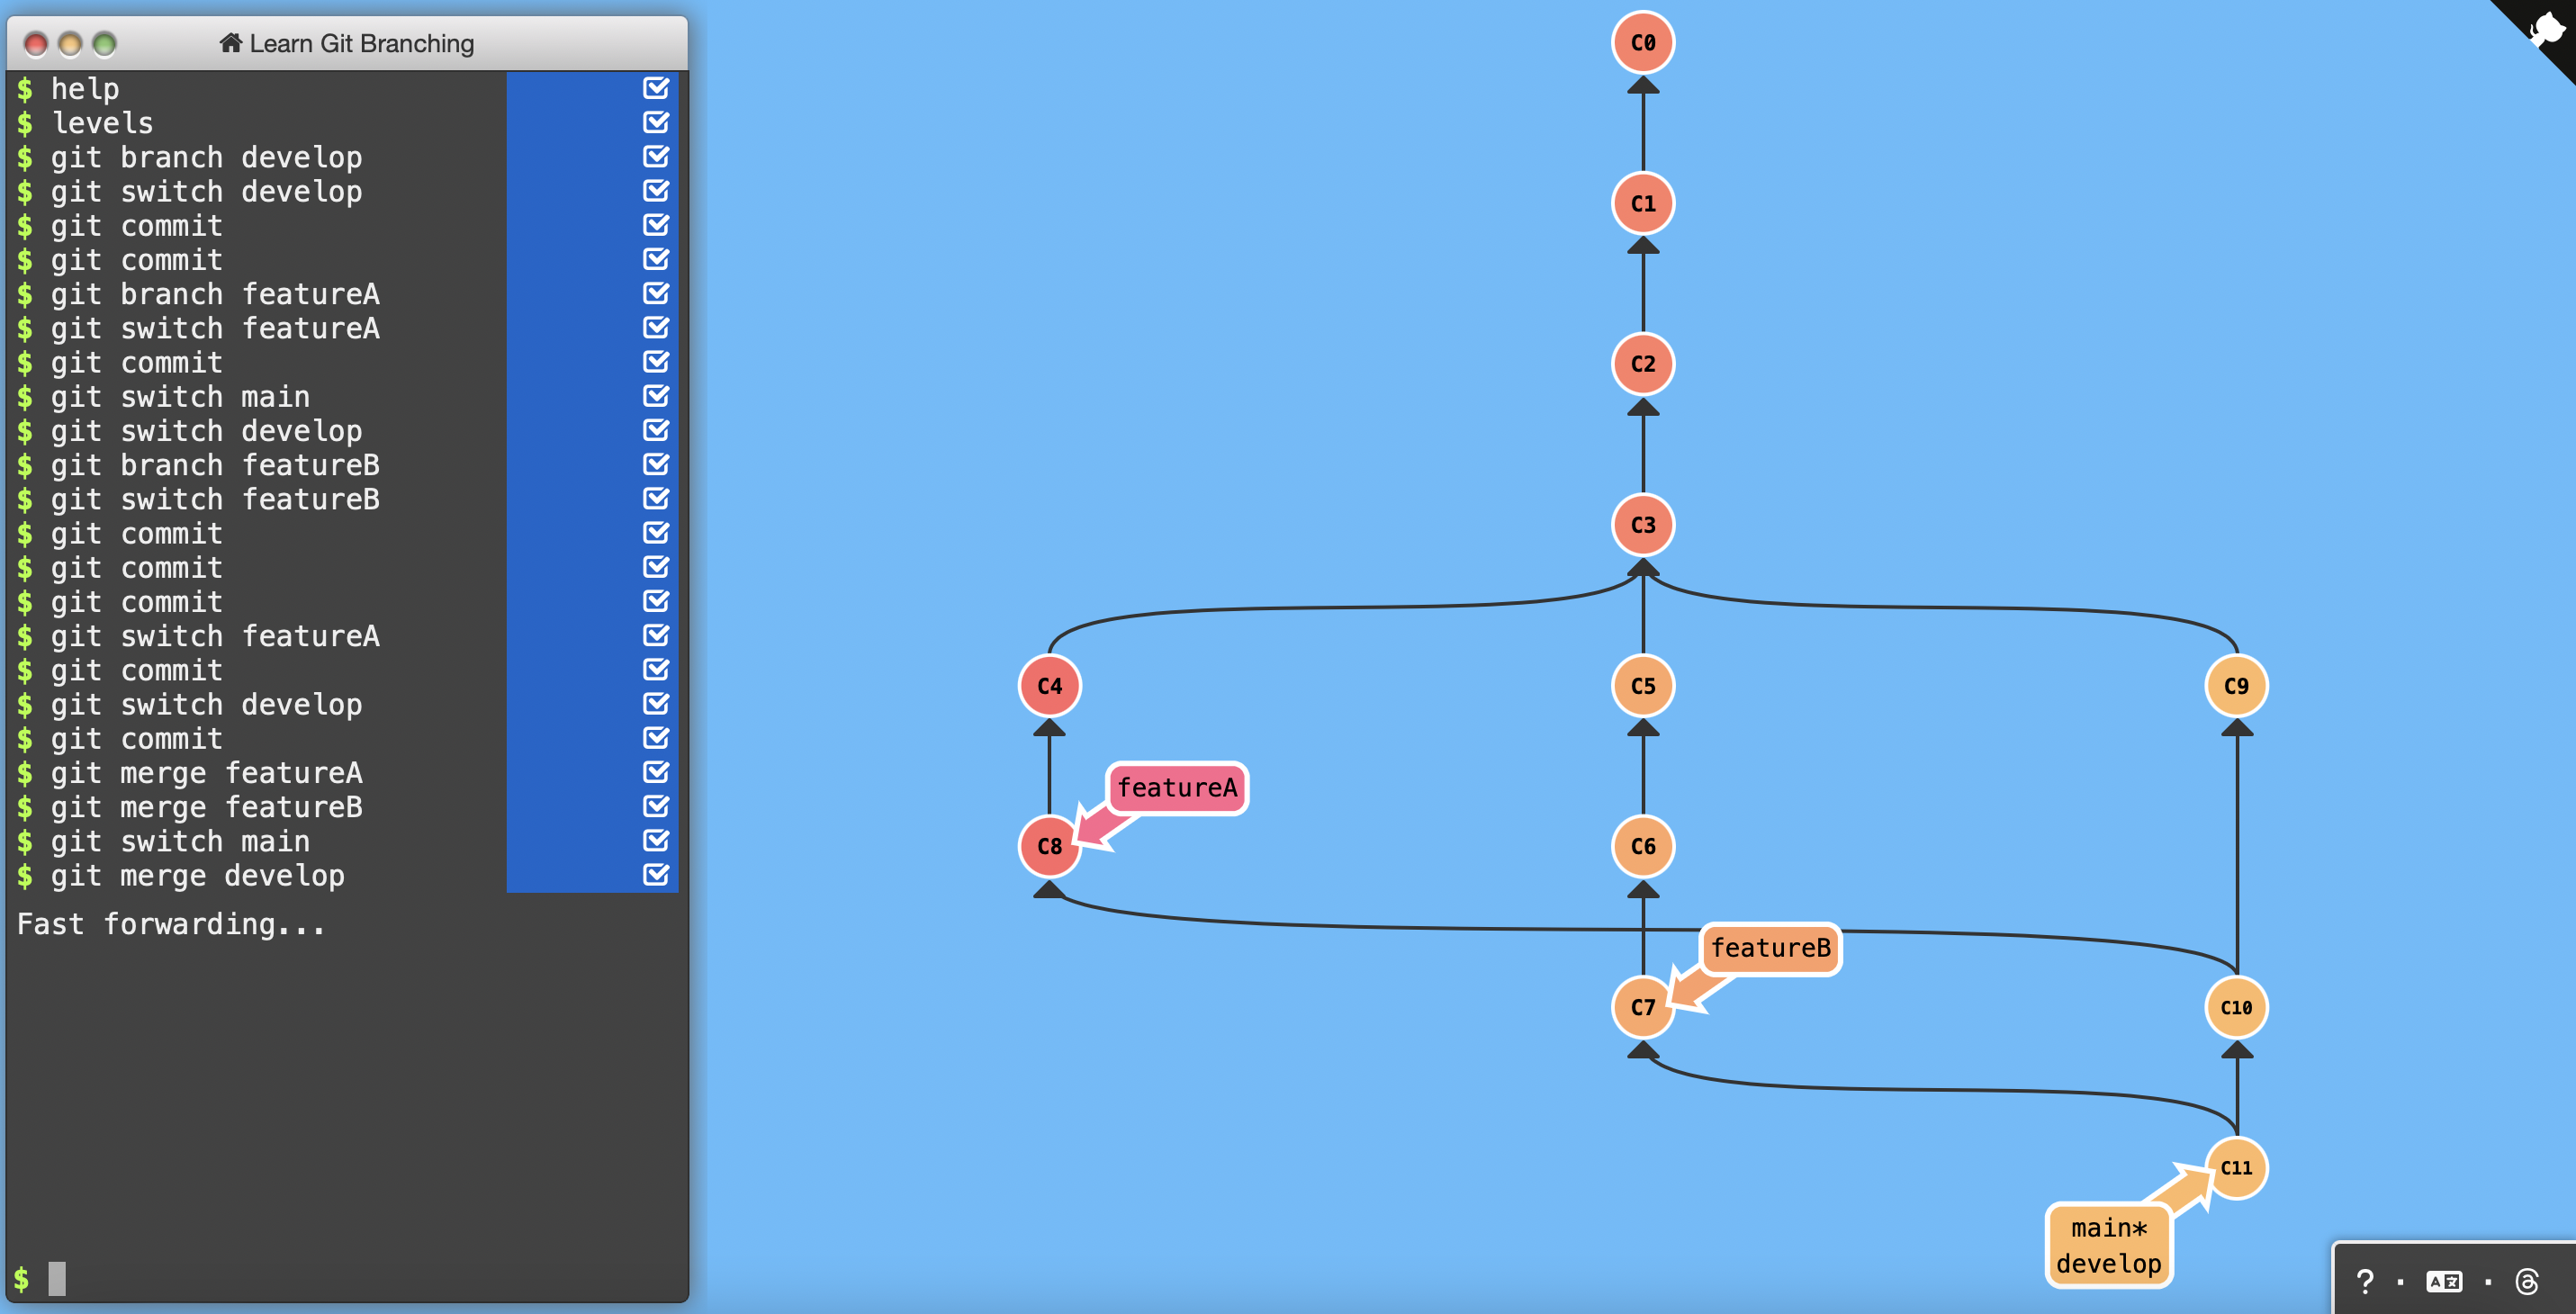 Learn Git Branching
$ help
$ levels
$ git branch develop
$ git switch develop
$ git commit
$ git commit
$ git branch featureA
$ git switch featureA
$ git commit
$ git switch main
$ git switch develop
$ git branch featureB
$ git switch featureB
$ git commit
$ git commit
$ git commit
$ git switch featureA
$ git commit
$ git switch develop
$ git commit
$ git merge featureA
$ git merge featureB
$ git switch main
$ git merge develop
Fast forwarding...
$
C0
C1
C2
C3
C4
C5
C9
featureA
C8
C6
featureB
C7
C10
C11
main*
develop
? · A文 ·